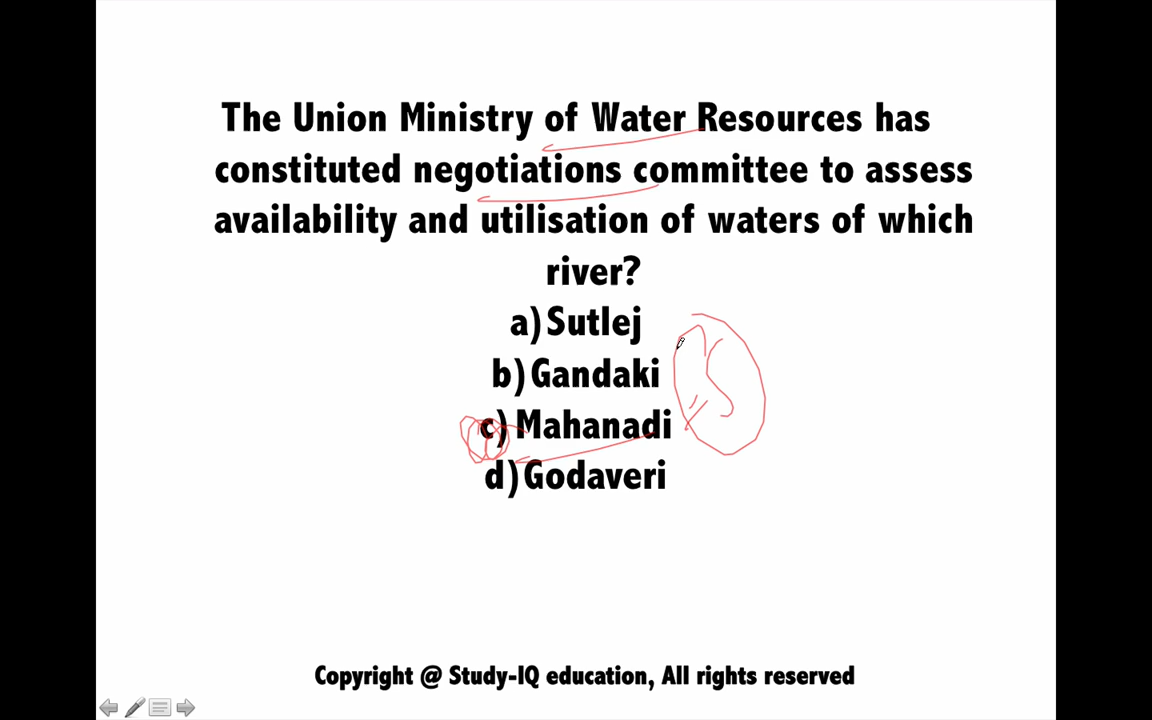 The Union Ministry of Water Resources has
constituted negotiations committee to assess
availability and utilisation of waters of which
river?
a)Sutlej
b)Gandaki
c)Mahanadi
d)Godaveri
Copyright @ Study-IQ education, All rights reserved